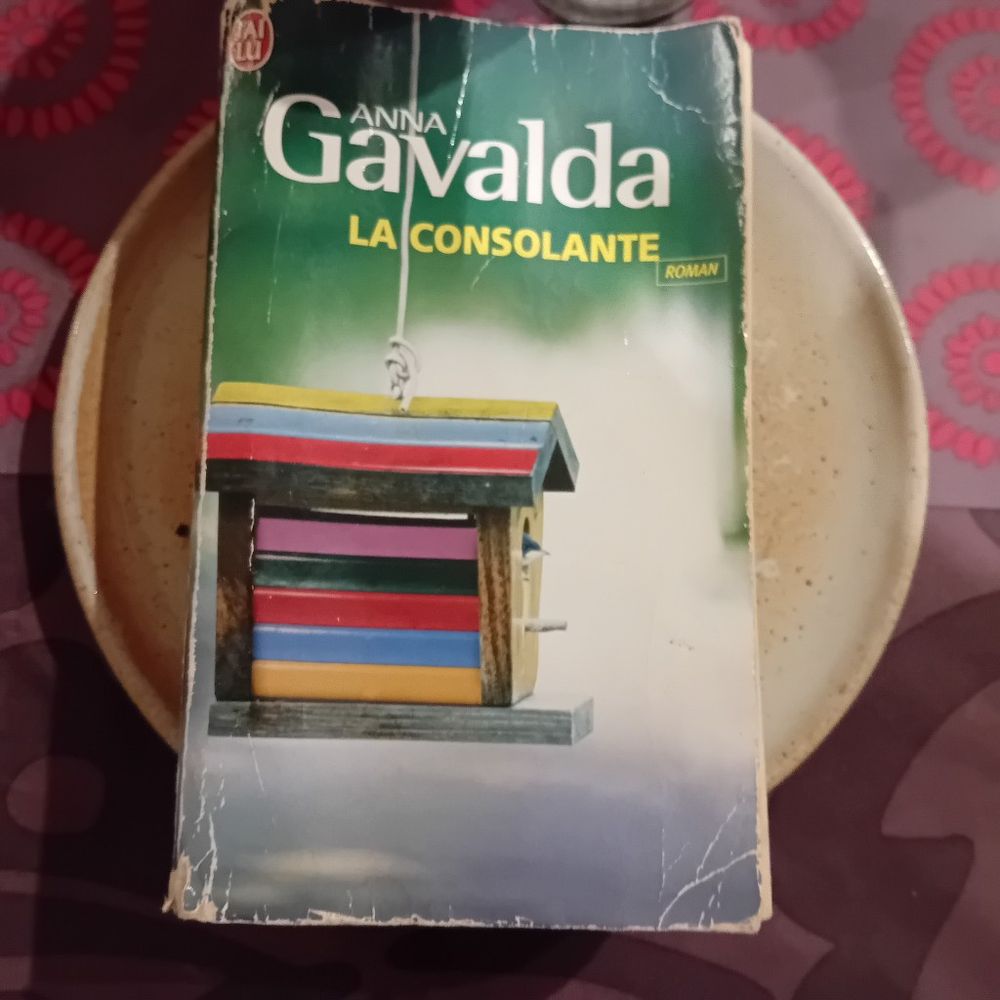 J'AI
LU
ANNA
Gavalda
LA CONSOLANTE
ROMAN